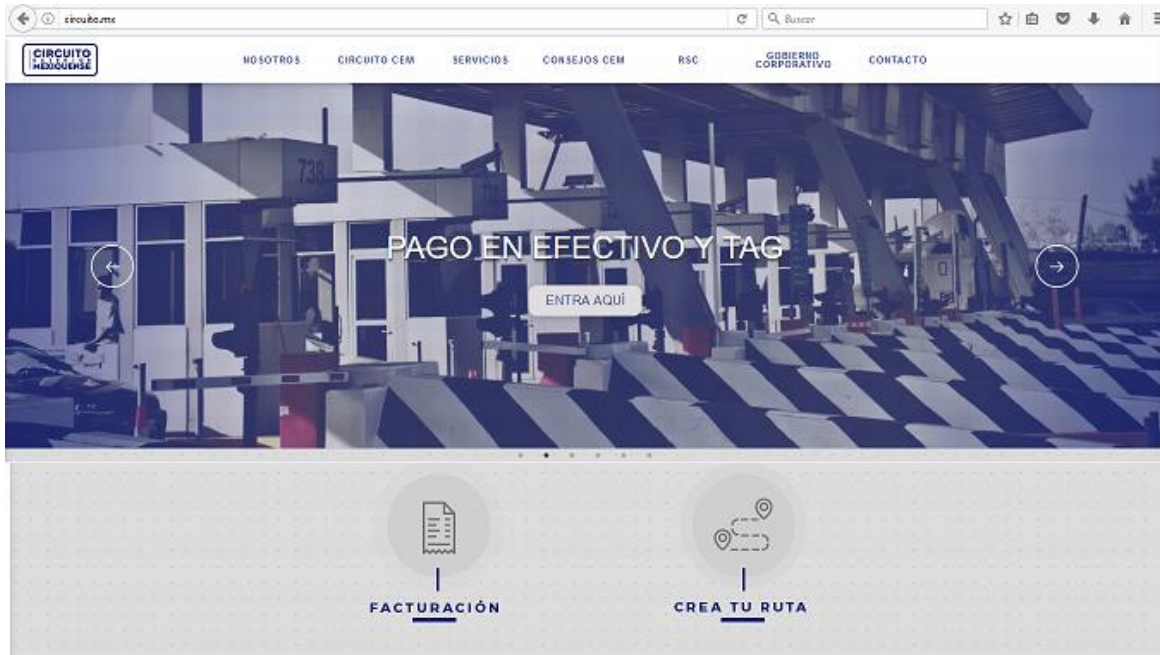 circuito.mx
Buscar
CIRCUITO
EXTERIOR
MEXIQUENSE
NOSOTROS
CIRCUITO CEM
SERVICIOS
CONSEJOS CEM
RSC
GOBIERNO
CORPORATIVO
CONTACTO
738
PAGO EN EFECTIVO Y TAG
ENTRA AQUÍ
FACTURACIÓN
CREA TU RUTA